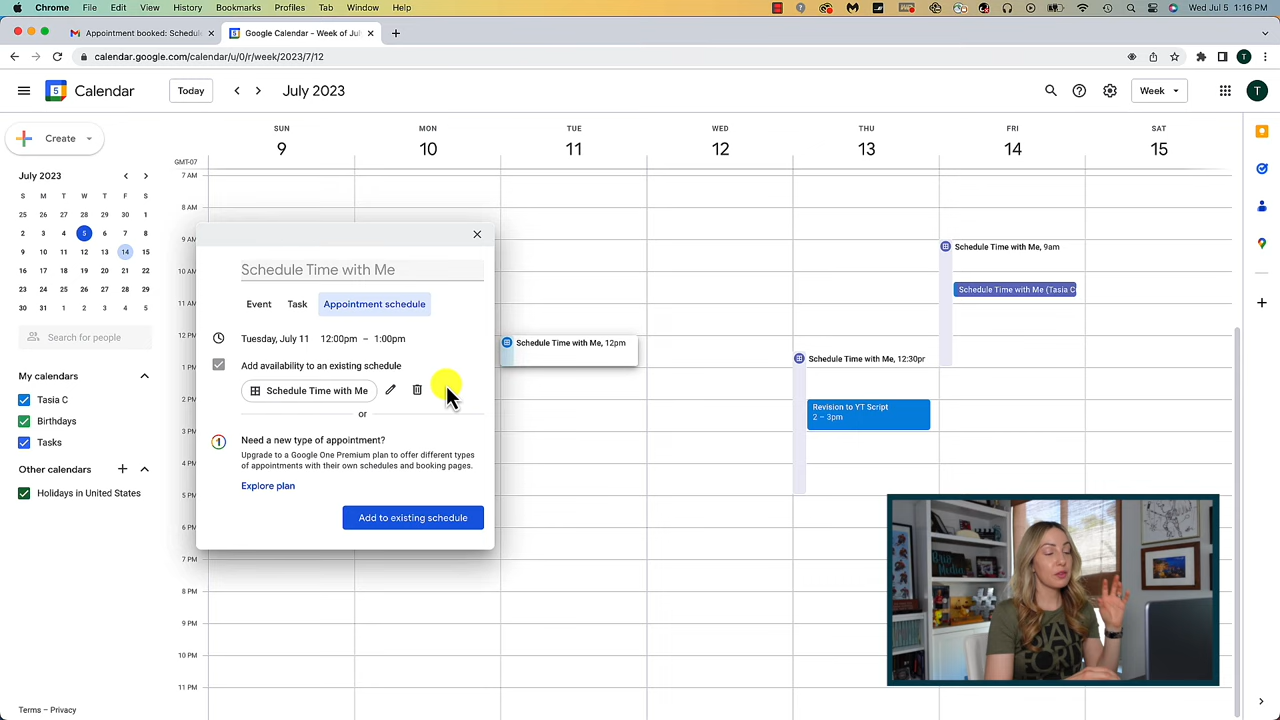 Chrome File Edit View History Bookmarks Profiles Tab Window Help
Wed Jul 5 1:16 PM
Appointment booked: Schedul
Google Calendar - Week of Jul
calendar.google.com/calendar/u/0/r/week/2023/7/12
T
5
Calendar
Today
July 2023
Week
T
Create
SUN MON TUE WED THU FRI SAT
9 10 11 12 13 14 15
GMT-07
July 2023
S M T W T F S
25 26 27 28 29 30 1
2 3 4 5 6 7 8
9 10 11 12 13 14 15
16 17 18 19 20 21 22
23 24 25 26 27 28 29
30 31 1 2 3 4 5
Search for people
My calendars
Tasia C
Birthdays
Tasks
Other calendars
Holidays in United States
Terms – Privacy
7 AM
8 AM
9 AM
10 AM
11 AM
12 PM
1 PM
2 PM
3 PM
4 PM
5 PM
6 PM
7 PM
8 PM
9 PM
10 PM
11 PM
Schedule Time with Me
Event Task Appointment schedule
Tuesday, July 11 12:00pm – 1:00pm
Add availability to an existing schedule
Schedule Time with Me
or
1
Need a new type of appointment?
Upgrade to a Google One Premium plan to offer different types
of appointments with their own schedules and booking pages.
Explore plan
Add to existing schedule
Schedule Time with Me, 12pm
Schedule Time with Me, 12:30pr
Revision to YT Script
2 – 3pm
Schedule Time with Me, 9am
Schedule Time with Me (Tasia C